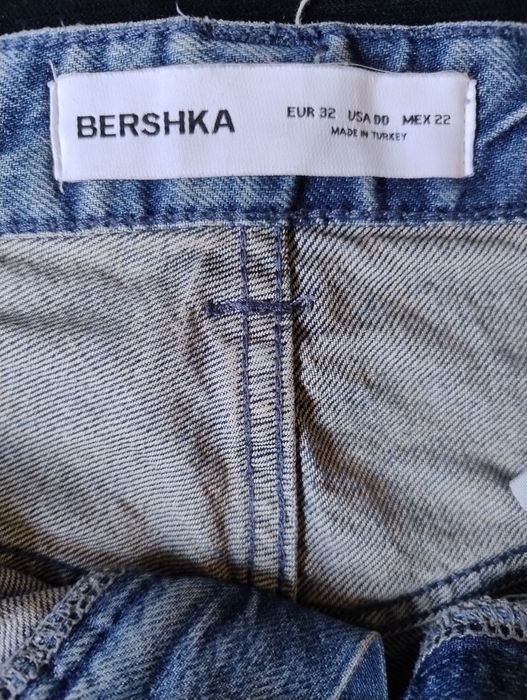 BERSHKA
EUR 32 USA 00 MEX 22
MADE IN TURKEY